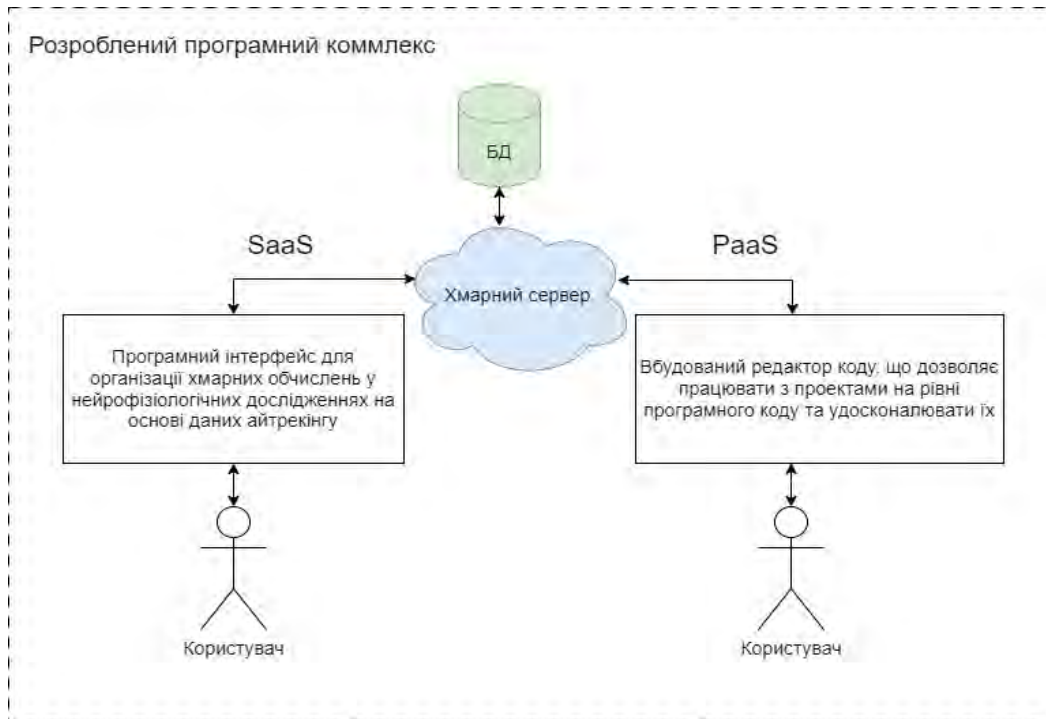 Розроблений програмний коммлекс
БД
SaaS
PaaS
Хмарний сервер
Програмний інтерфейс для
організації хмарних обчислень у
нейрофізіологічних дослідженнях на
основі даних айтрекінгу
Вбудований редактор коду, що дозволяє
працювати з проектами на рівні
програмного коду та удосконалювати їх
Користувач
Користувач